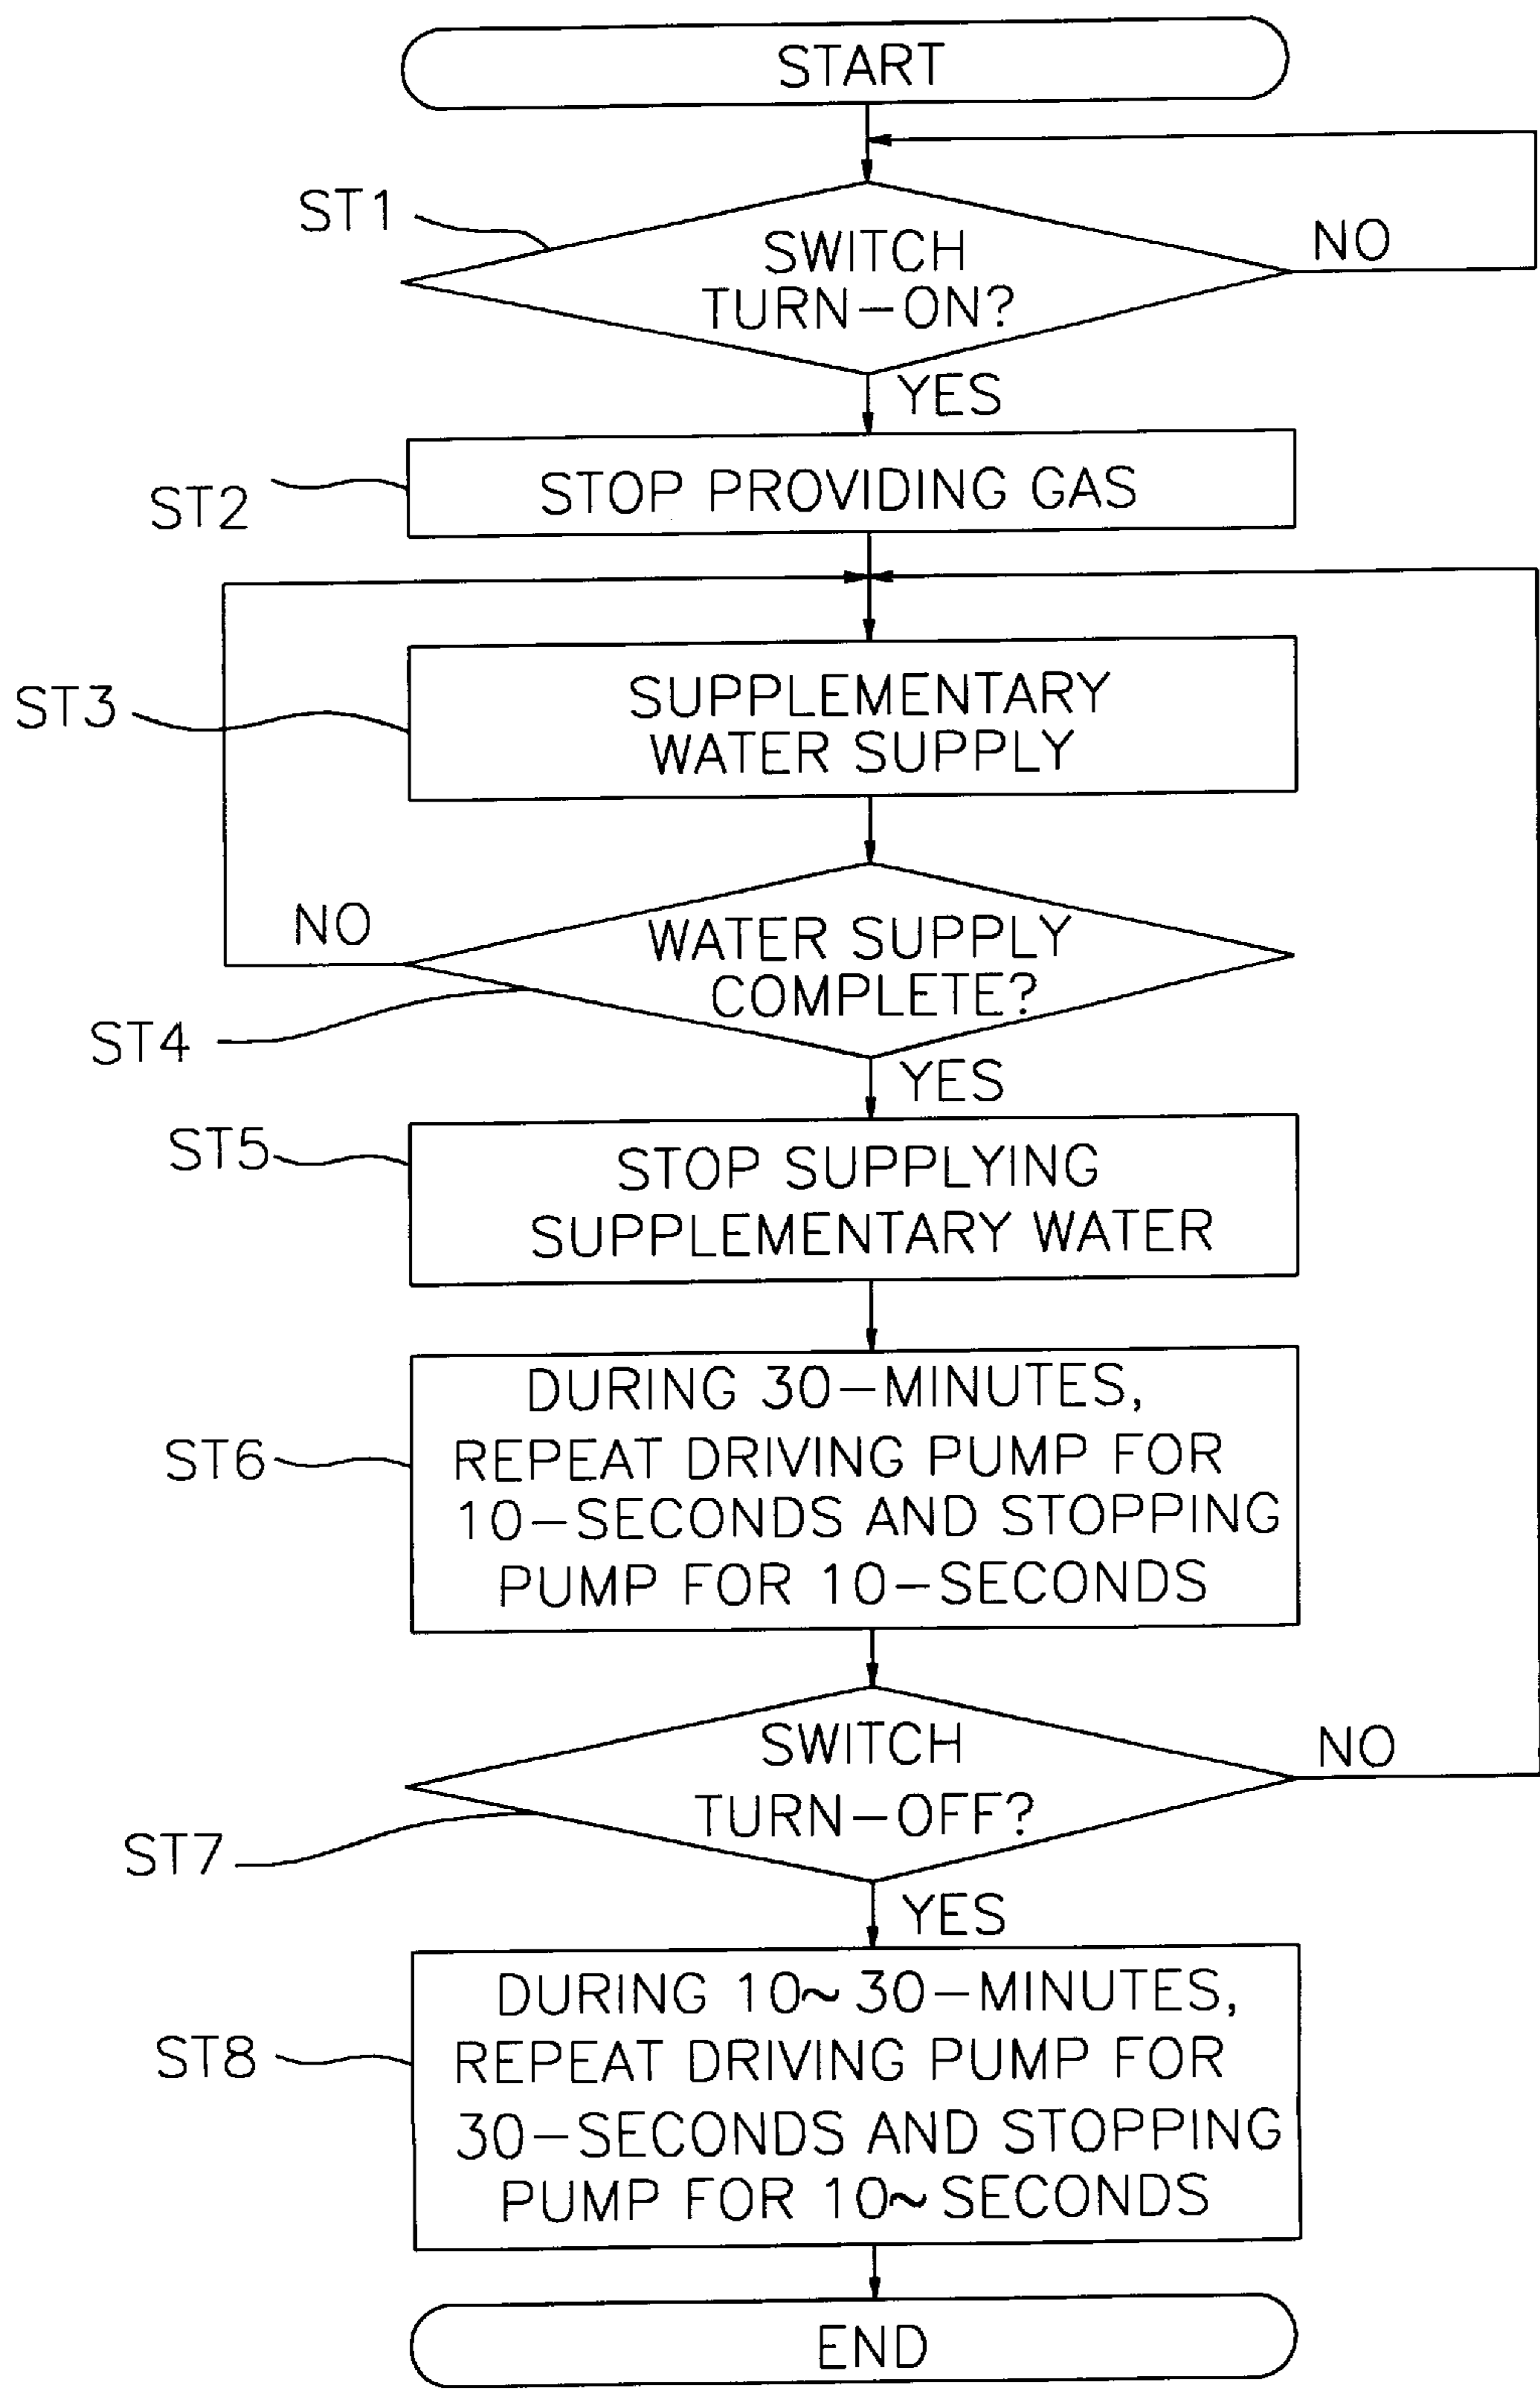 START
ST1
SWITCH
TURN-ON?
NO
YES
ST2
STOP PROVIDING GAS
ST3
SUPPLEMENTARY
WATER SUPPLY
NO
WATER SUPPLY
COMPLETE?
ST4
YES
ST5
STOP SUPPLYING
SUPPLEMENTARY WATER
ST6
DURING 30-MINUTES,
REPEAT DRIVING PUMP FOR
10-SECONDS AND STOPPING
PUMP FOR 10-SECONDS
SWITCH
TURN-OFF?
NO
ST7
YES
ST8
DURING 10~30-MINUTES,
REPEAT DRIVING PUMP FOR
30-SECONDS AND STOPPING
PUMP FOR 10~SECONDS
END